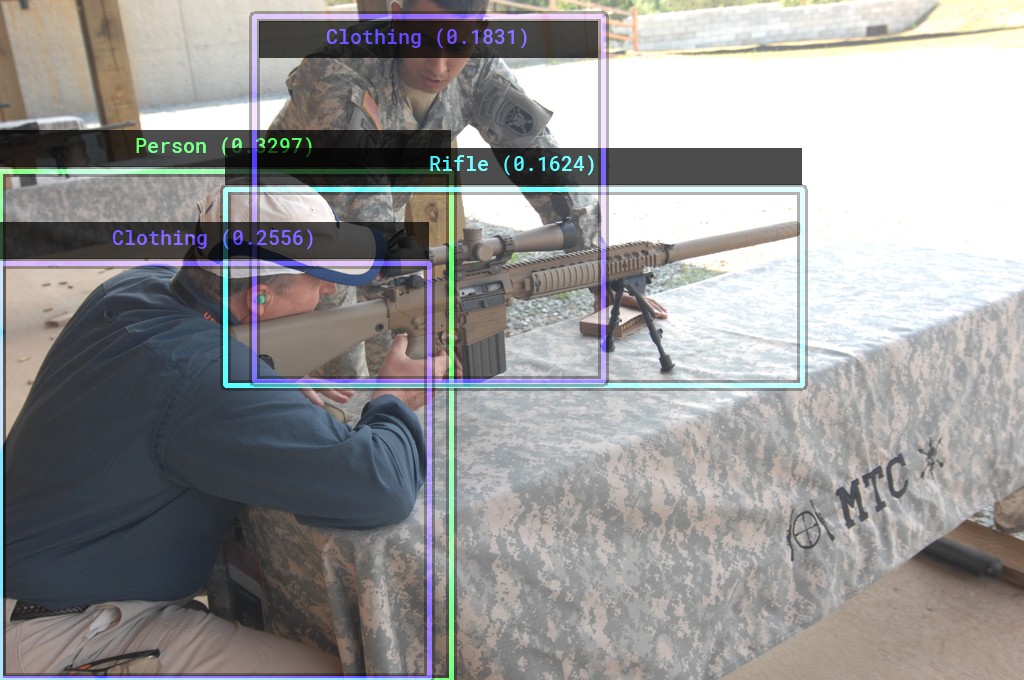 Clothing (0.1831)
Person (0.3297)
Rifle (0.1624)
Clothing (0.2556)
MTC